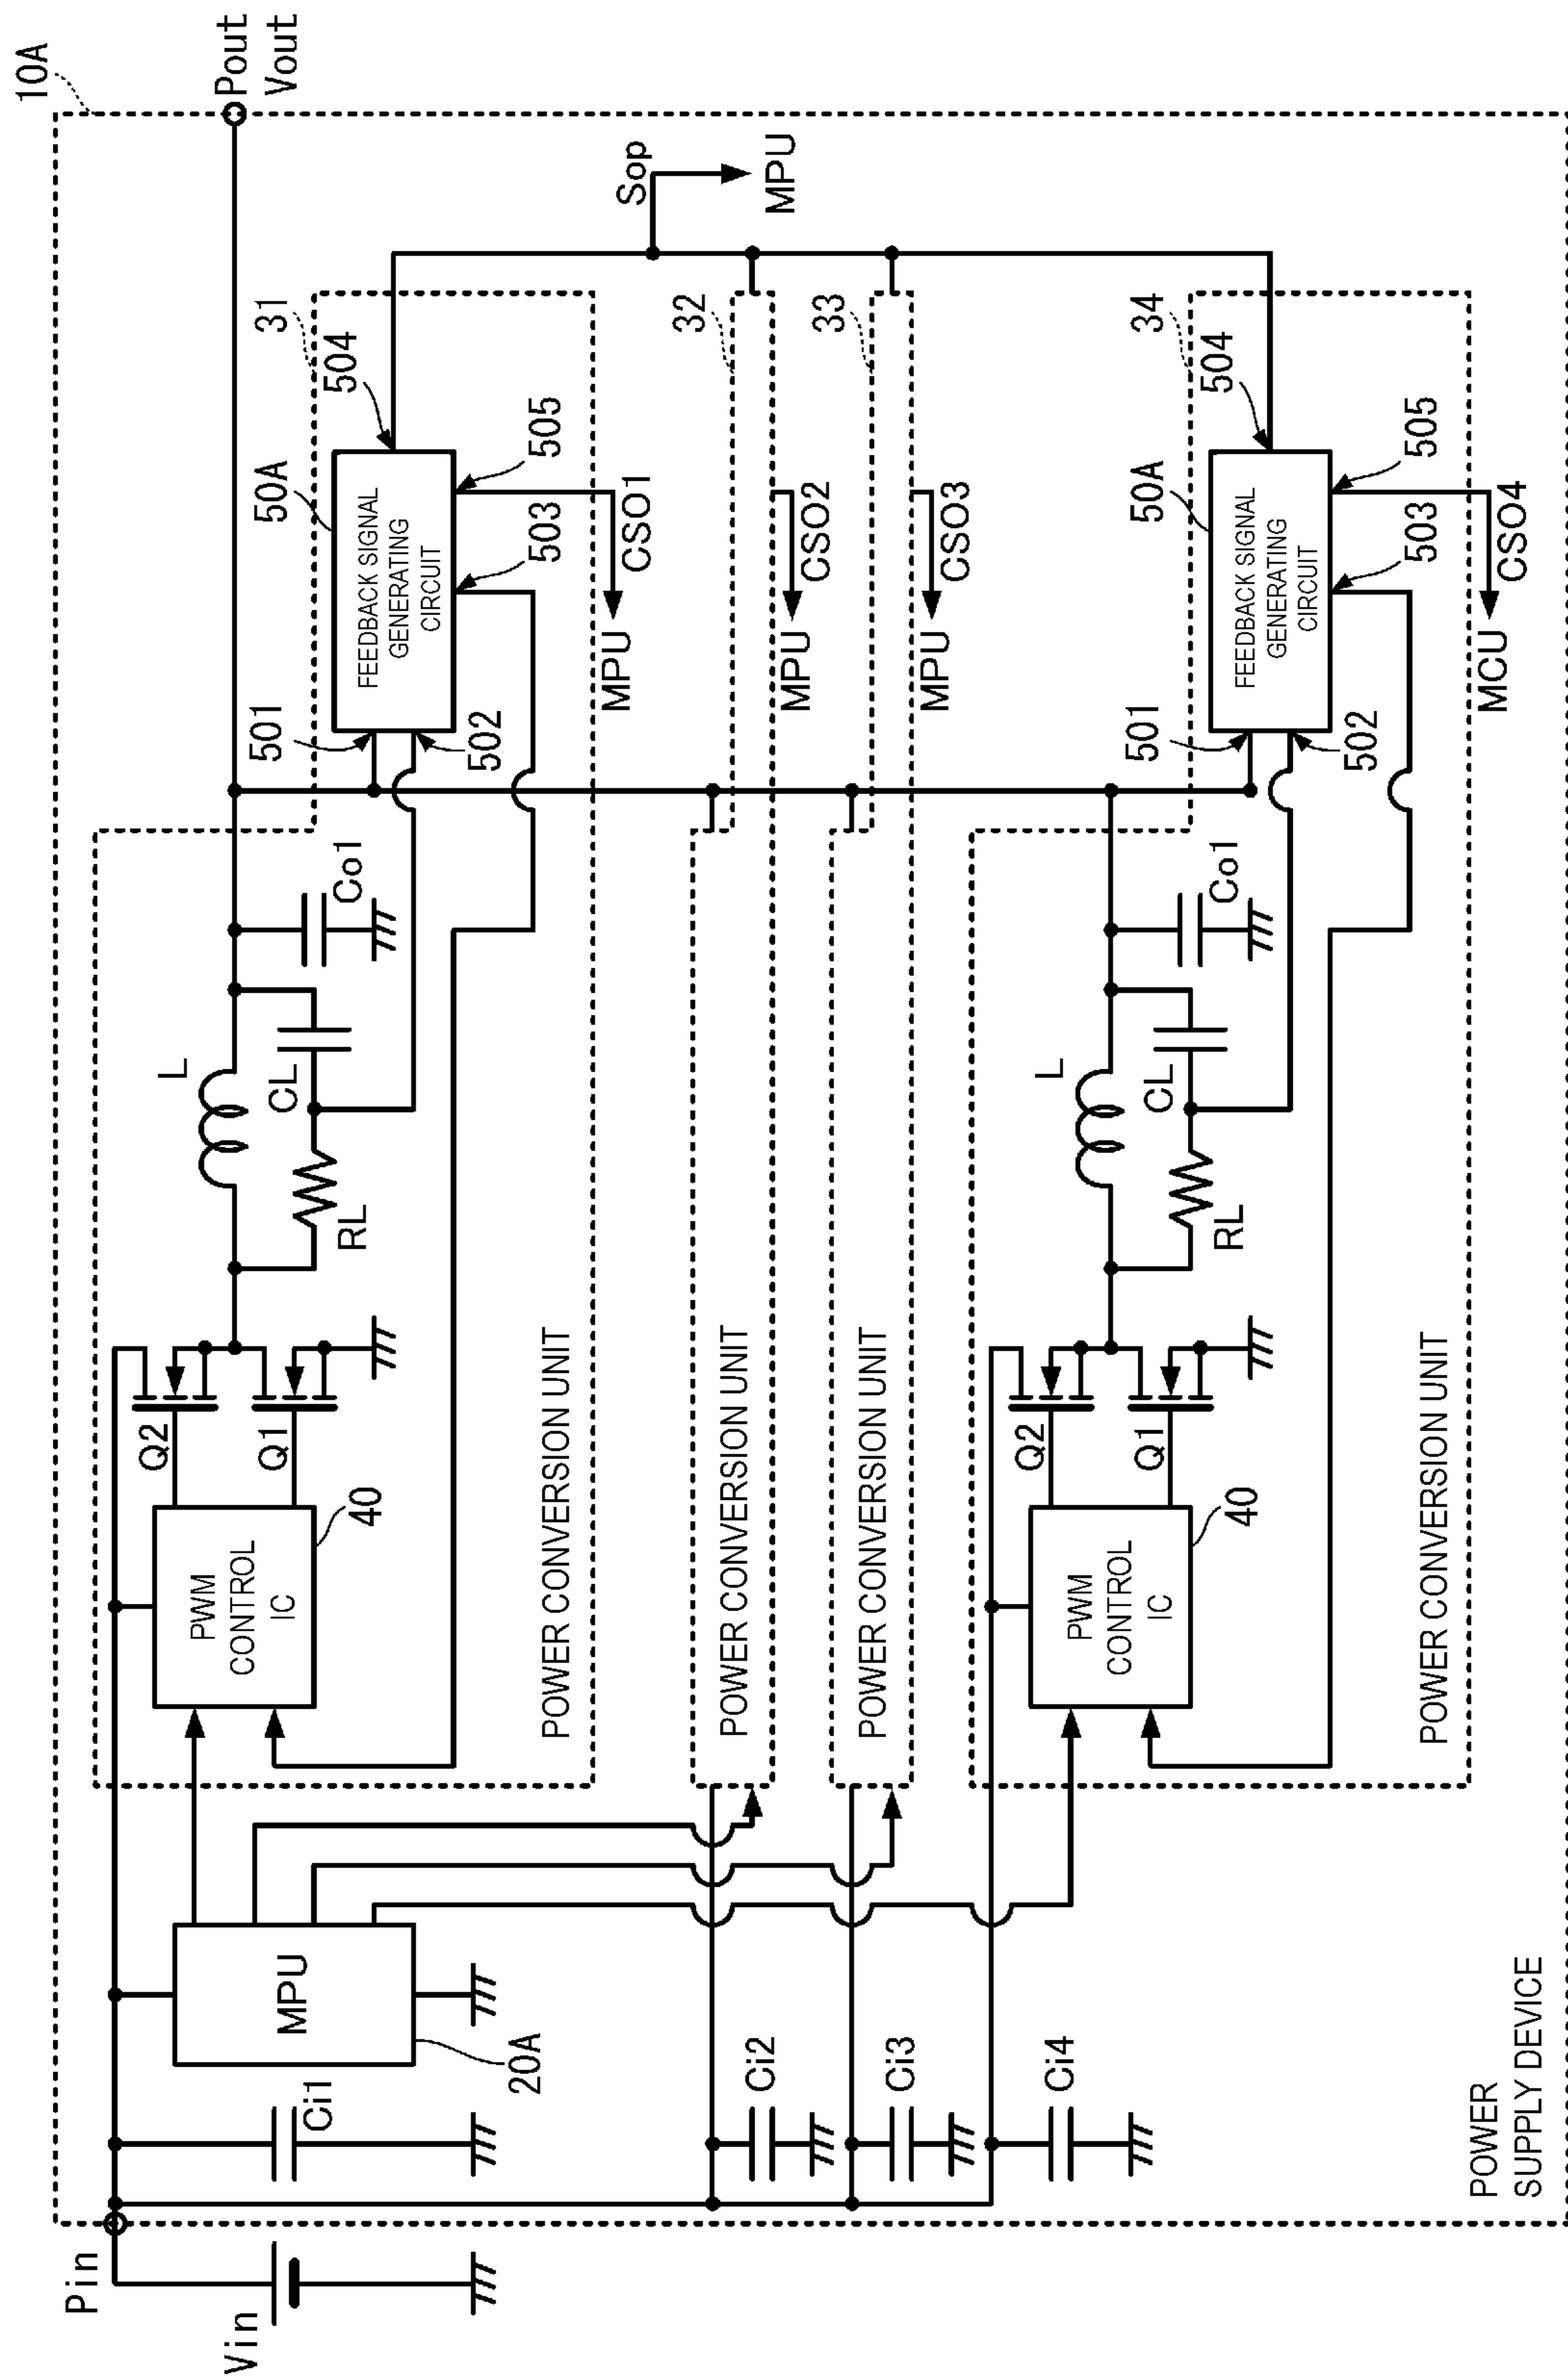 10A
Pin
Vin
Pout
Vout
Ci1
MPU
20A
PWM
CONTROL
IC
40
Q2
Q1
L
CL
RL
Co1
501
502
50A
FEEDBACK SIGNAL
GENERATING
CIRCUIT
503
504
505
31
MPU
CSO1
POWER CONVERSION UNIT
Sop
MPU
Ci2
POWER CONVERSION UNIT
32
MPU
CSO2
Ci3
POWER CONVERSION UNIT
33
MPU
CSO3
Ci4
PWM
CONTROL
IC
40
Q2
Q1
L
CL
RL
Co1
501
502
50A
FEEDBACK SIGNAL
GENERATING
CIRCUIT
503
504
505
34
MCU
CSO4
POWER CONVERSION UNIT
POWER
SUPPLY DEVICE